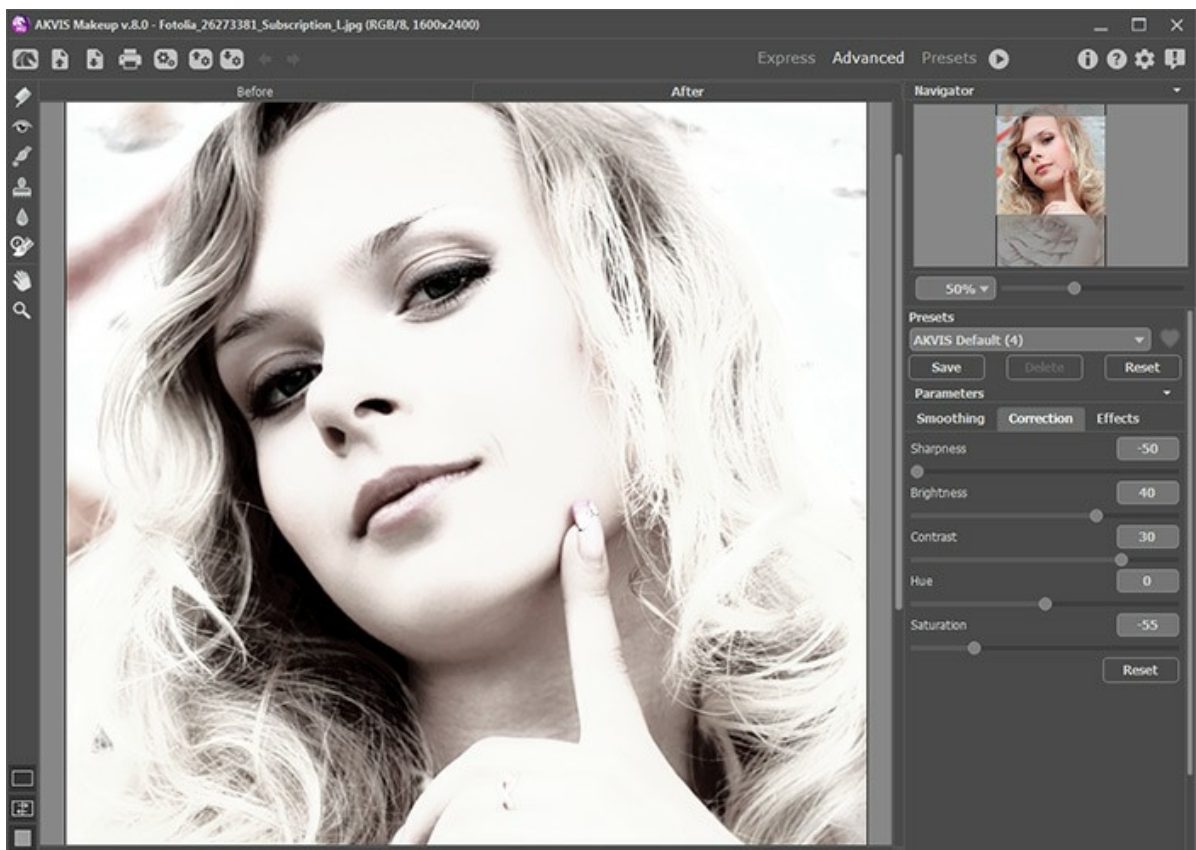 AKVIS Makeup v.8.0 - Fotolia_26273381_Subscription_L.jpg (RGB/8, 1600x2400)
Express Advanced Presets
Before After
Navigator
50%
Presets
AKVIS Default (4)
Save Delete Reset
Parameters
Smoothing Correction Effects
Sharpness -50
Brightness 40
Contrast 30
Hue 0
Saturation -55
Reset